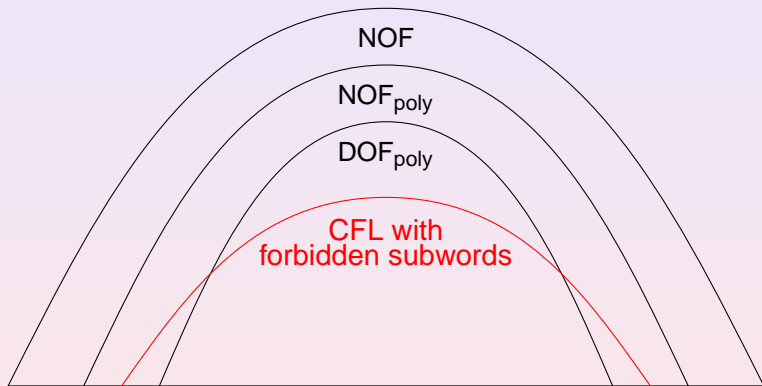 NOF
NOFpoly
DOFpoly
CFL with
forbidden subwords